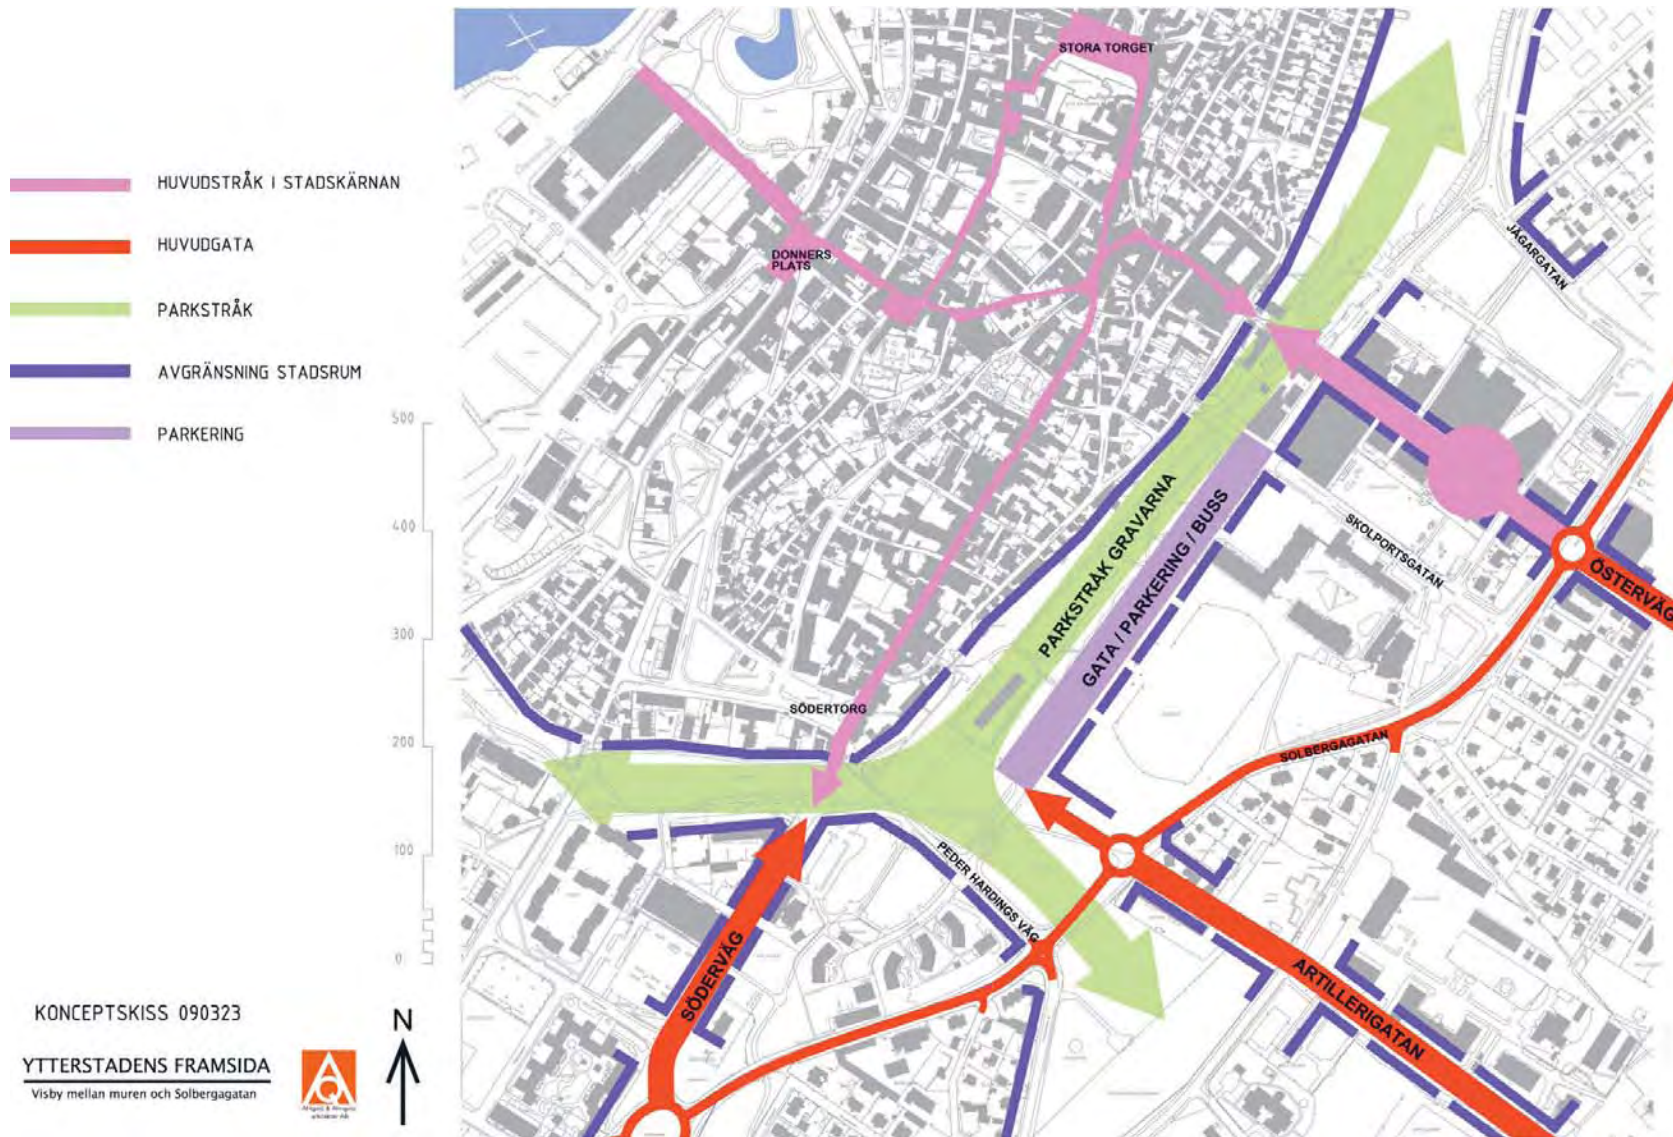 HUVUDSTRÅK I STADSKÄRNAN
HUVUDGATA
PARKSTRÅK
AVGRÄNSNING STADSRUM
PARKERING
500
400
300
200
100
0
KONCEPTSKISS 090323
YTTERSTADENS FRAMSIDA
Visby mellan muren och Solbergagatan
N
STORA TORGET
DONNERS
PLATS
JÄGARGATAN
SKOLPORTSGATAN
ÖSTERVÄG
PARKSTRÅK GRAVARNA
GATA / PARKERING / BUSS
SÖDERTORG
SOLBERGAGATAN
PEDER HARDINGS VÄG
SÖDERVÄG
ARTILLERIGATAN